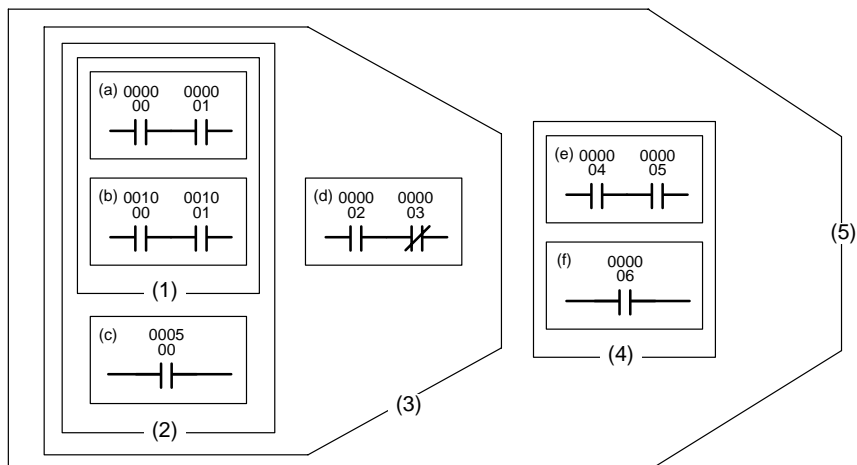 (a) 0000 0000
00 01
(b) 0010 0010
00 01
(1)
(c) 0005
00
(2)
(d) 0000 0000
02 03
(3)
(e) 0000 0000
04 05
(f) 0000
06
(4)
(5)